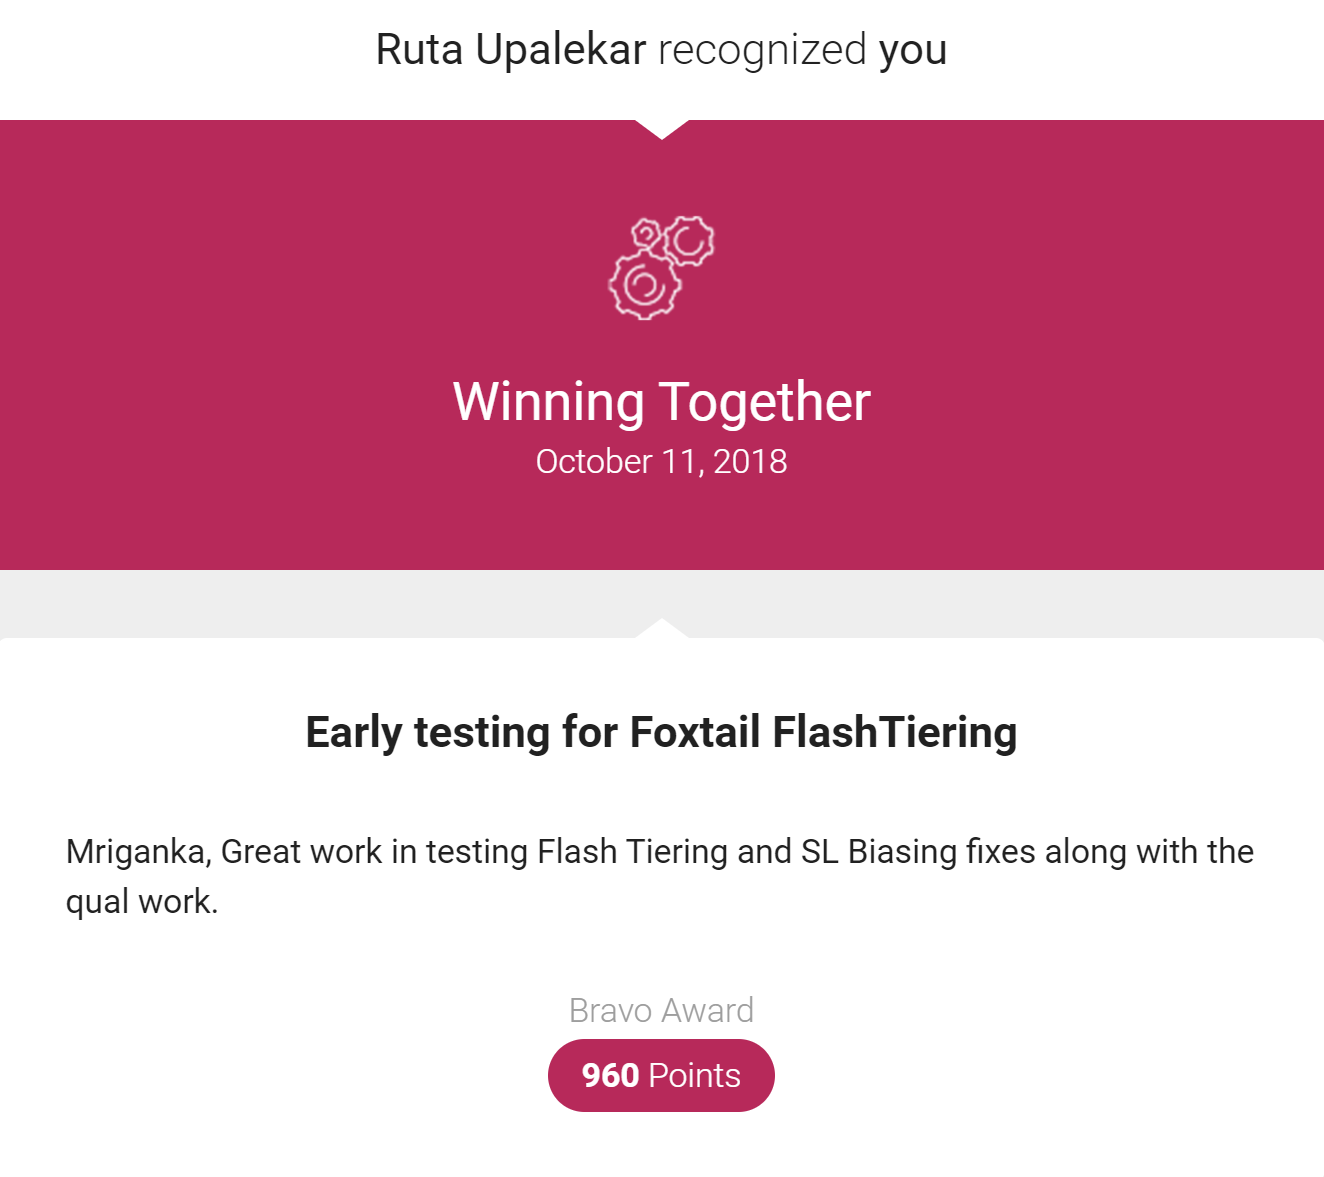 Ruta Upalekar recognized you
Winning Together
October 11, 2018
Early testing for Foxtail FlashTiering
Mriganka, Great work in testing Flash Tiering and SL Biasing fixes along with the
qual work.
Bravo Award
960 Points